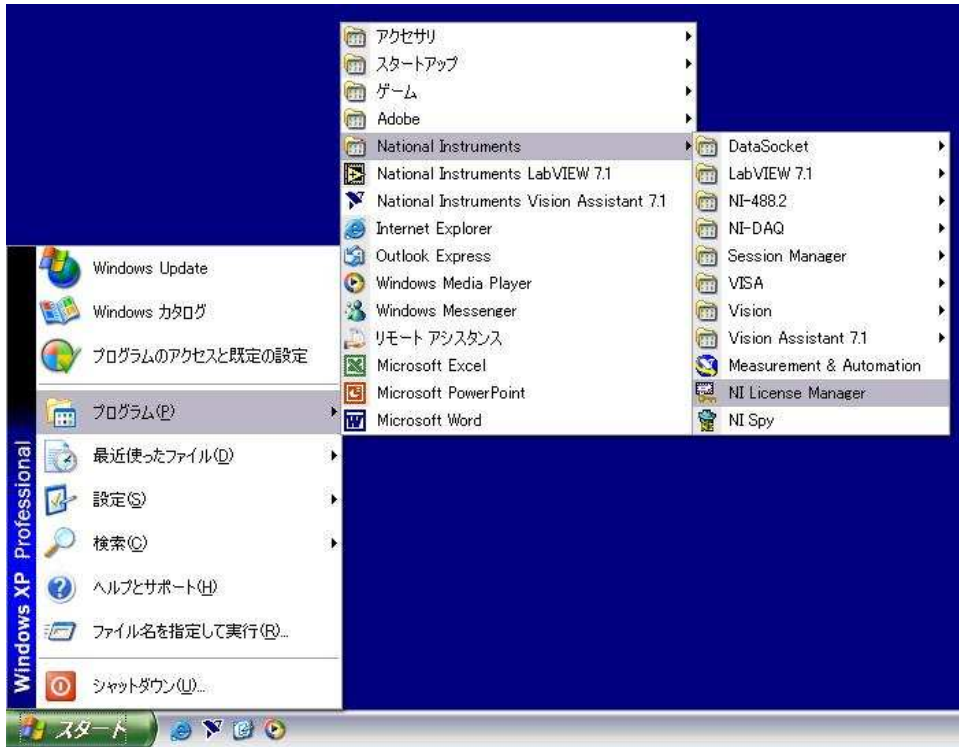 アクセサリ
スタートアップ
ゲーム
Adobe
National Instruments
National Instruments LabVIEW 7.1
National Instruments Vision Assistant 7.1
Internet Explorer
Outlook Express
Windows Media Player
Windows Messenger
リモート アシスタンス
Microsoft Excel
Microsoft PowerPoint
Microsoft Word
DataSocket
LabVIEW 7.1
NI-488.2
NI-DAQ
Session Manager
VISA
Vision
Vision Assistant 7.1
Measurement & Automation
NI License Manager
NI Spy
Windows Update
Windows カタログ
プログラムのアクセスと既定の設定
プログラム(P)
最近使ったファイル(D)
設定(S)
検索(C)
ヘルプとサポート(H)
ファイル名を指定して実行(R)...
シャットダウン(U)...
Windows XP Professional
スタート